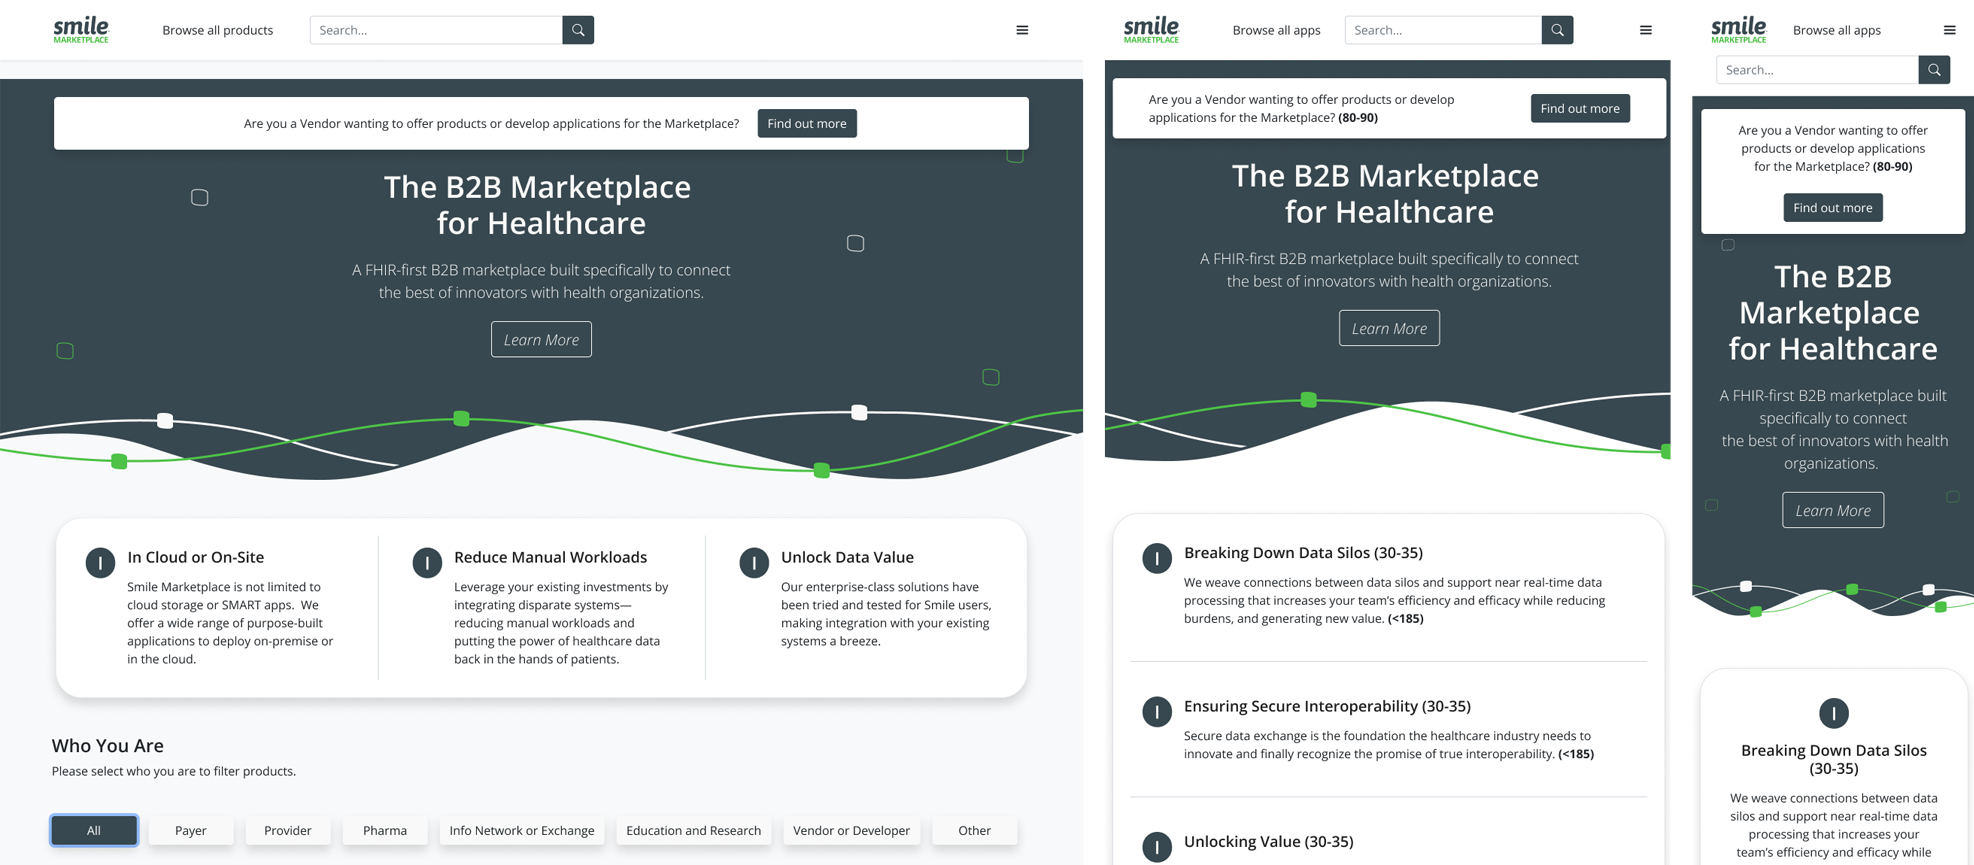 smile
MARKETPLACE
Browse all products
Search...
Are you a Vendor wanting to offer products or develop applications for the Marketplace?
Find out more
The B2B Marketplace
for Healthcare
A FHIR-first B2B marketplace built specifically to connect
the best of innovators with health organizations.
Learn More
In Cloud or On-Site
Smile Marketplace is not limited to
cloud storage or SMART apps. We
offer a wide range of purpose-built
applications to deploy on-premise or
in the cloud.
Reduce Manual Workloads
Leverage your existing investments by
integrating disparate systems—
reducing manual workloads and
putting the power of healthcare data
back in the hands of patients.
Unlock Data Value
Our enterprise-class solutions have
been tried and tested for Smile users,
making integration with your existing
systems a breeze.
Who You Are
Please select who you are to filter products.
All
Payer
Provider
Pharma
Info Network or Exchange
Education and Research
Vendor or Developer
Other
smile
MARKETPLACE
Browse all apps
Search...
Are you a Vendor wanting to offer products or develop
applications for the Marketplace? (80-90)
Find out more
The B2B Marketplace
for Healthcare
A FHIR-first B2B marketplace built specifically to connect
the best of innovators with health organizations.
Learn More
Breaking Down Data Silos (30-35)
We weave connections between data silos and support near real-time data
processing that increases your team's efficiency and efficacy while reducing
burdens, and generating new value. (<185)
Ensuring Secure Interoperability (30-35)
Secure data exchange is the foundation the healthcare industry needs to
innovate and finally recognize the promise of true interoperability. (<185)
Unlocking Value (30-35)
smile
MARKETPLACE
Browse all apps
Search...
Are you a Vendor wanting to offer
products or develop applications
for the Marketplace? (80-90)
Find out more
The B2B
Marketplace
for Healthcare
A FHIR-first B2B marketplace built
specifically to connect
the best of innovators with health
organizations.
Learn More
Breaking Down Data Silos
(30-35)
We weave connections between data
silos and support near real-time data
processing that increases your
team's efficiency and efficacy while